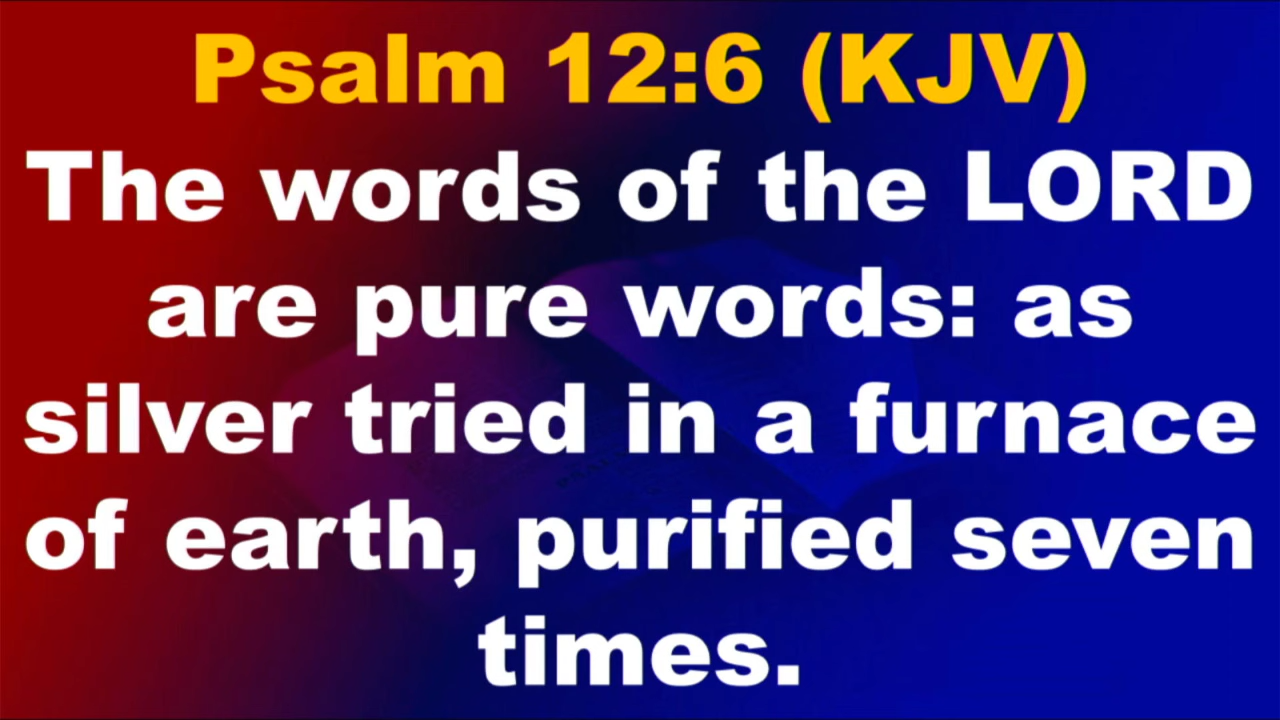 Psalm 12:6 (KJV)
The words of the LORD
are pure words: as
silver tried in a furnace
of earth, purified seven
times.